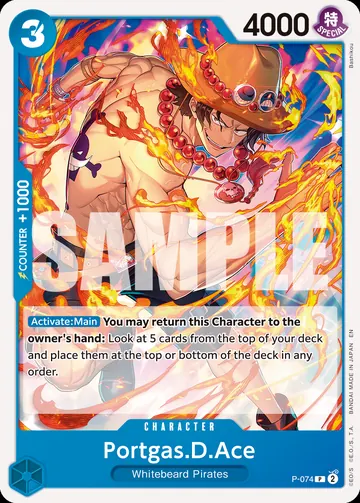 3
4000
特
SPECIAL
Bashikou
COUNTER +1000
SAMPLE
Activate:Main You may return this Character to the
owner's hand: Look at 5 cards from the top of your deck
and place them at the top or bottom of the deck in any
order.
CHARACTER
Portgas.D.Ace
Whitebeard Pirates
P-074 P 2
©E.O/S. ©E.O./S., T.A. BANDAI MADE IN JAPAN EN